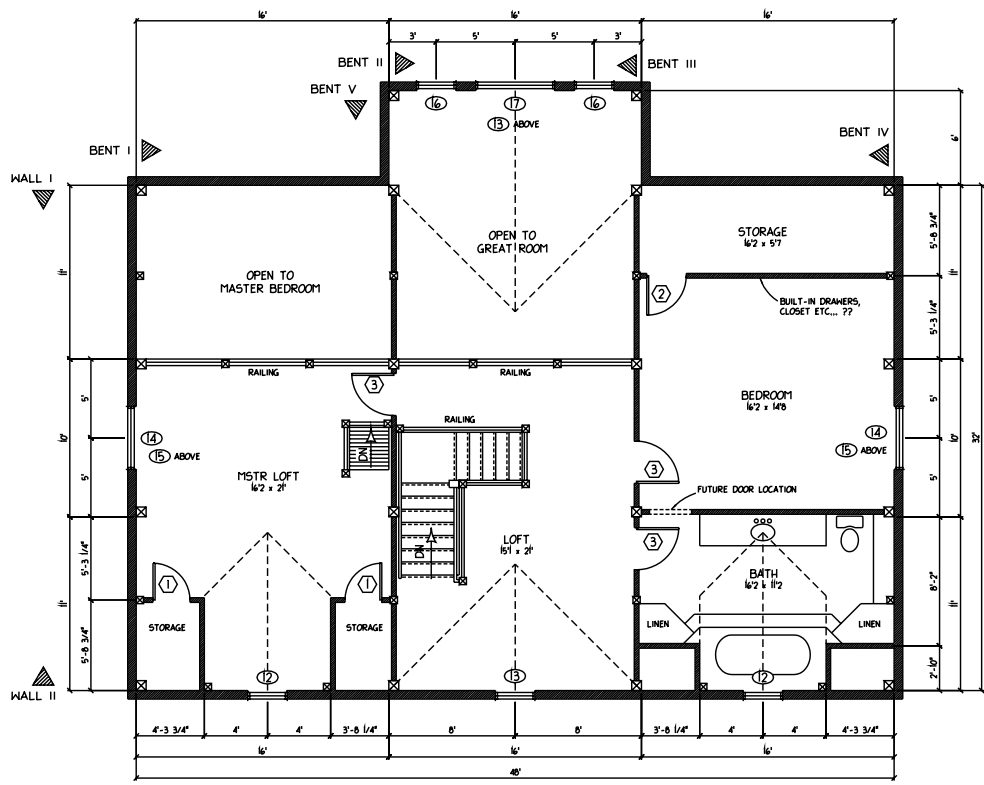 16'
16'
16'
3'
5'
5'
3'
BENT II
BENT III
BENT V
16
17
16
13 ABOVE
BENT I
BENT IV
6'
WALL I
5'-8 3/4"
STORAGE
16'2 x 5'7
OPEN TO
GREAT ROOM
11'
OPEN TO
MASTER BEDROOM
11'
2
BUILT-IN DRAWERS,
CLOSET ETC... ??
5'-3 1/4"
RAILING
RAILING
3
5'
BEDROOM
16'2 x 14'8
5'
RAILING
14
15 ABOVE
14
15 ABOVE
10'
10'
32'
DN
MSTR LOFT
16'2 x 21'
3
5'
5'
FUTURE DOOR LOCATION
LOFT
15'1 x 21'
3
DN
5'-3 1/4"
BATH
16'2 x 11'2
8'-2"
1
1
11'
11'
STORAGE
STORAGE
LINEN
LINEN
5'-8 3/4"
2'-10"
12
13
12
WALL II
4'-3 3/4"
4'
4'
3'-8 1/4"
8'
8'
3'-8 1/4"
4'
4'
4'-3 3/4"
16'
16'
16'
48'